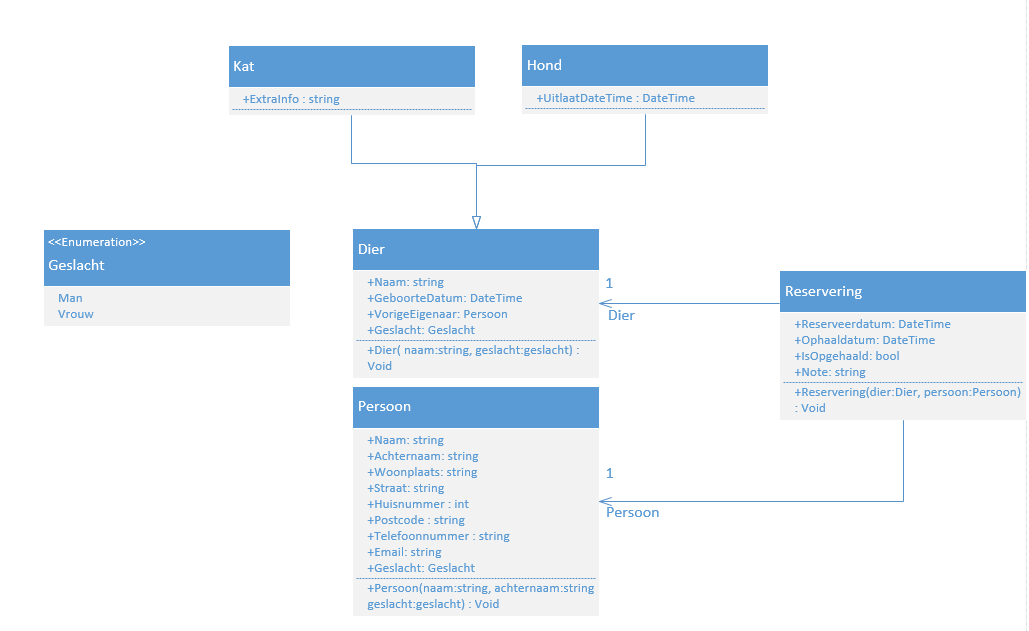 Kat
+ExtraInfo : string
Hond
+UitlaatDateTime : DateTime
<<Enumeration>>
Geslacht
Man
Vrouw
Dier
+Naam: string
+GeboorteDatum: DateTime
+VorigeEigenaar: Persoon
+Geslacht: Geslacht
+Dier( naam:string, geslacht:geslacht) :
Void
1
Dier
Reservering
+Reserveerdatum: DateTime
+Ophaaldatum: DateTime
+IsOpgehaald: bool
+Note: string
+Reservering(dier:Dier, persoon:Persoon)
: Void
Persoon
+Naam: string
+Achternaam: string
+Woonplaats: string
+Straat: string
+Huisnummer : int
+Postcode : string
+Telefoonnummer : string
+Email: string
+Geslacht: Geslacht
+Persoon(naam:string, achternaam:string
geslacht:geslacht) : Void
1
Persoon